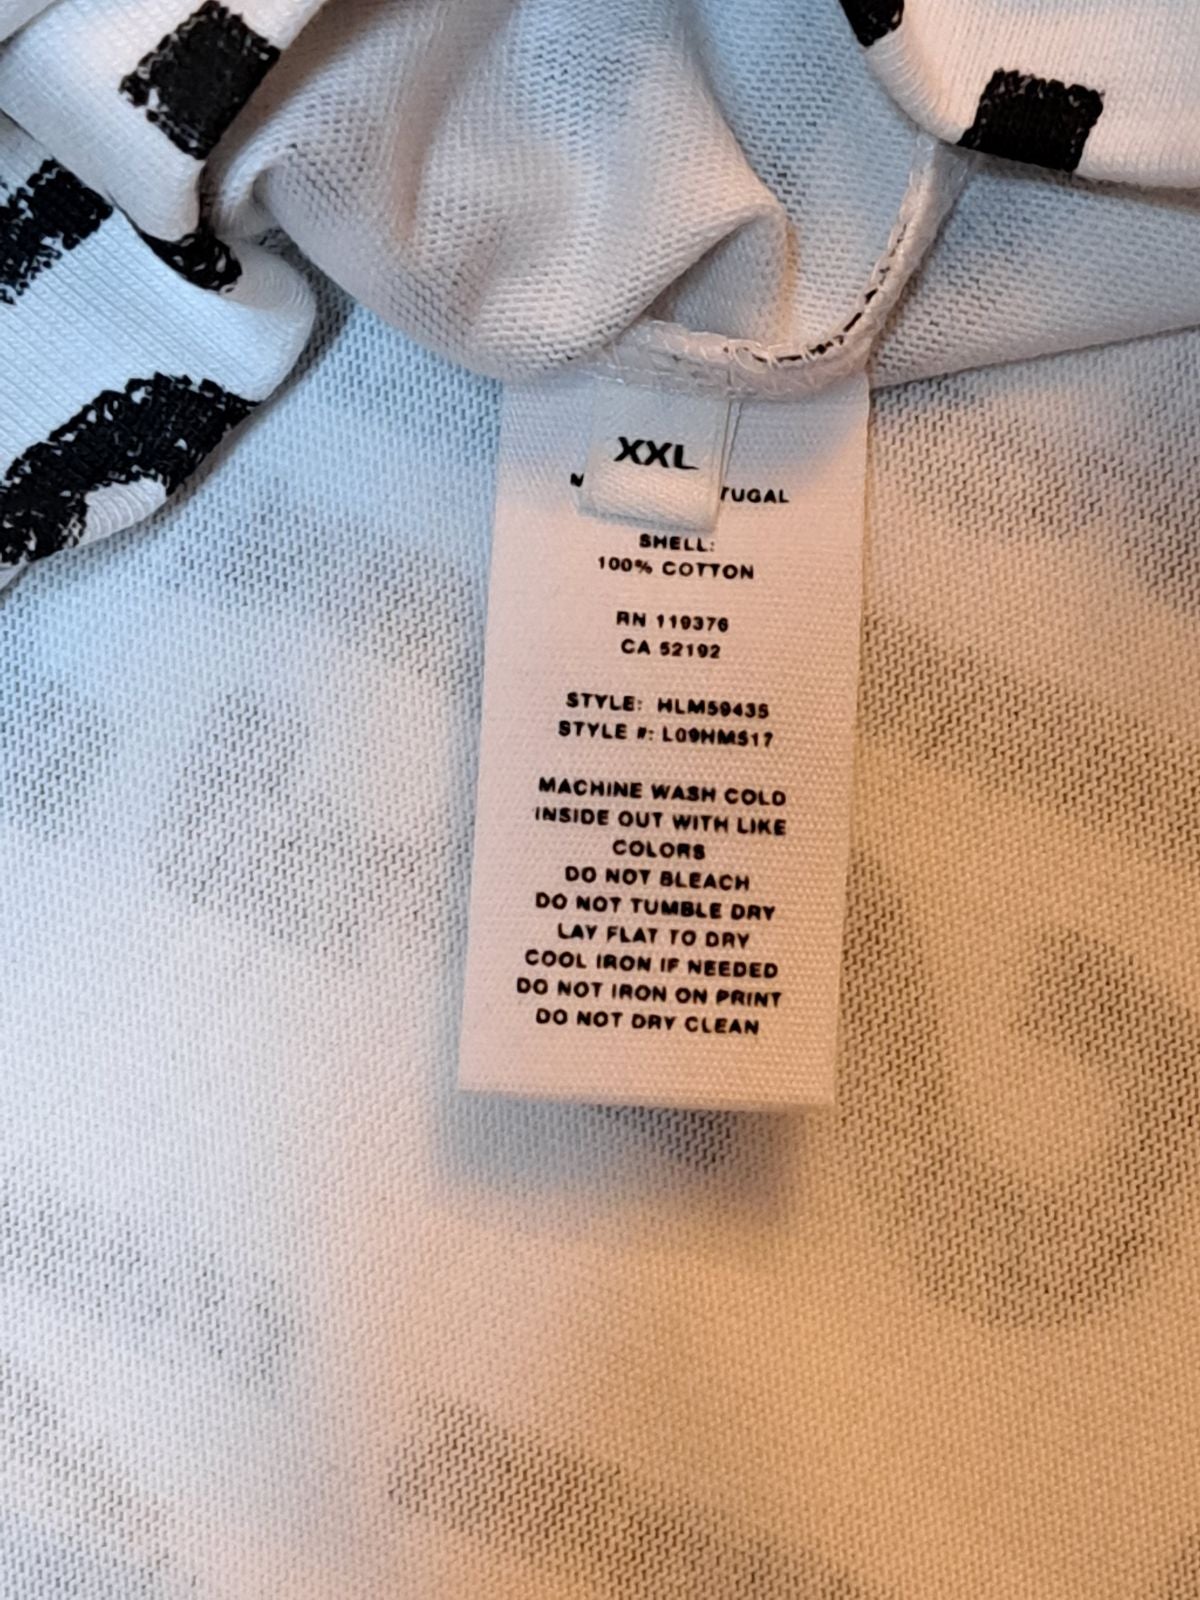 XXL
TUGAL
SHELL:
100% COTTON
RN 119376
CA 52192
STYLE: HLM59435
STYLE #: L09HM517
MACHINE WASH COLD
INSIDE OUT WITH LIKE
COLORS
DO NOT BLEACH
DO NOT TUMBLE DRY
LAY FLAT TO DRY
COOL IRON IF NEEDED
DO NOT IRON ON PRINT
DO NOT DRY CLEAN